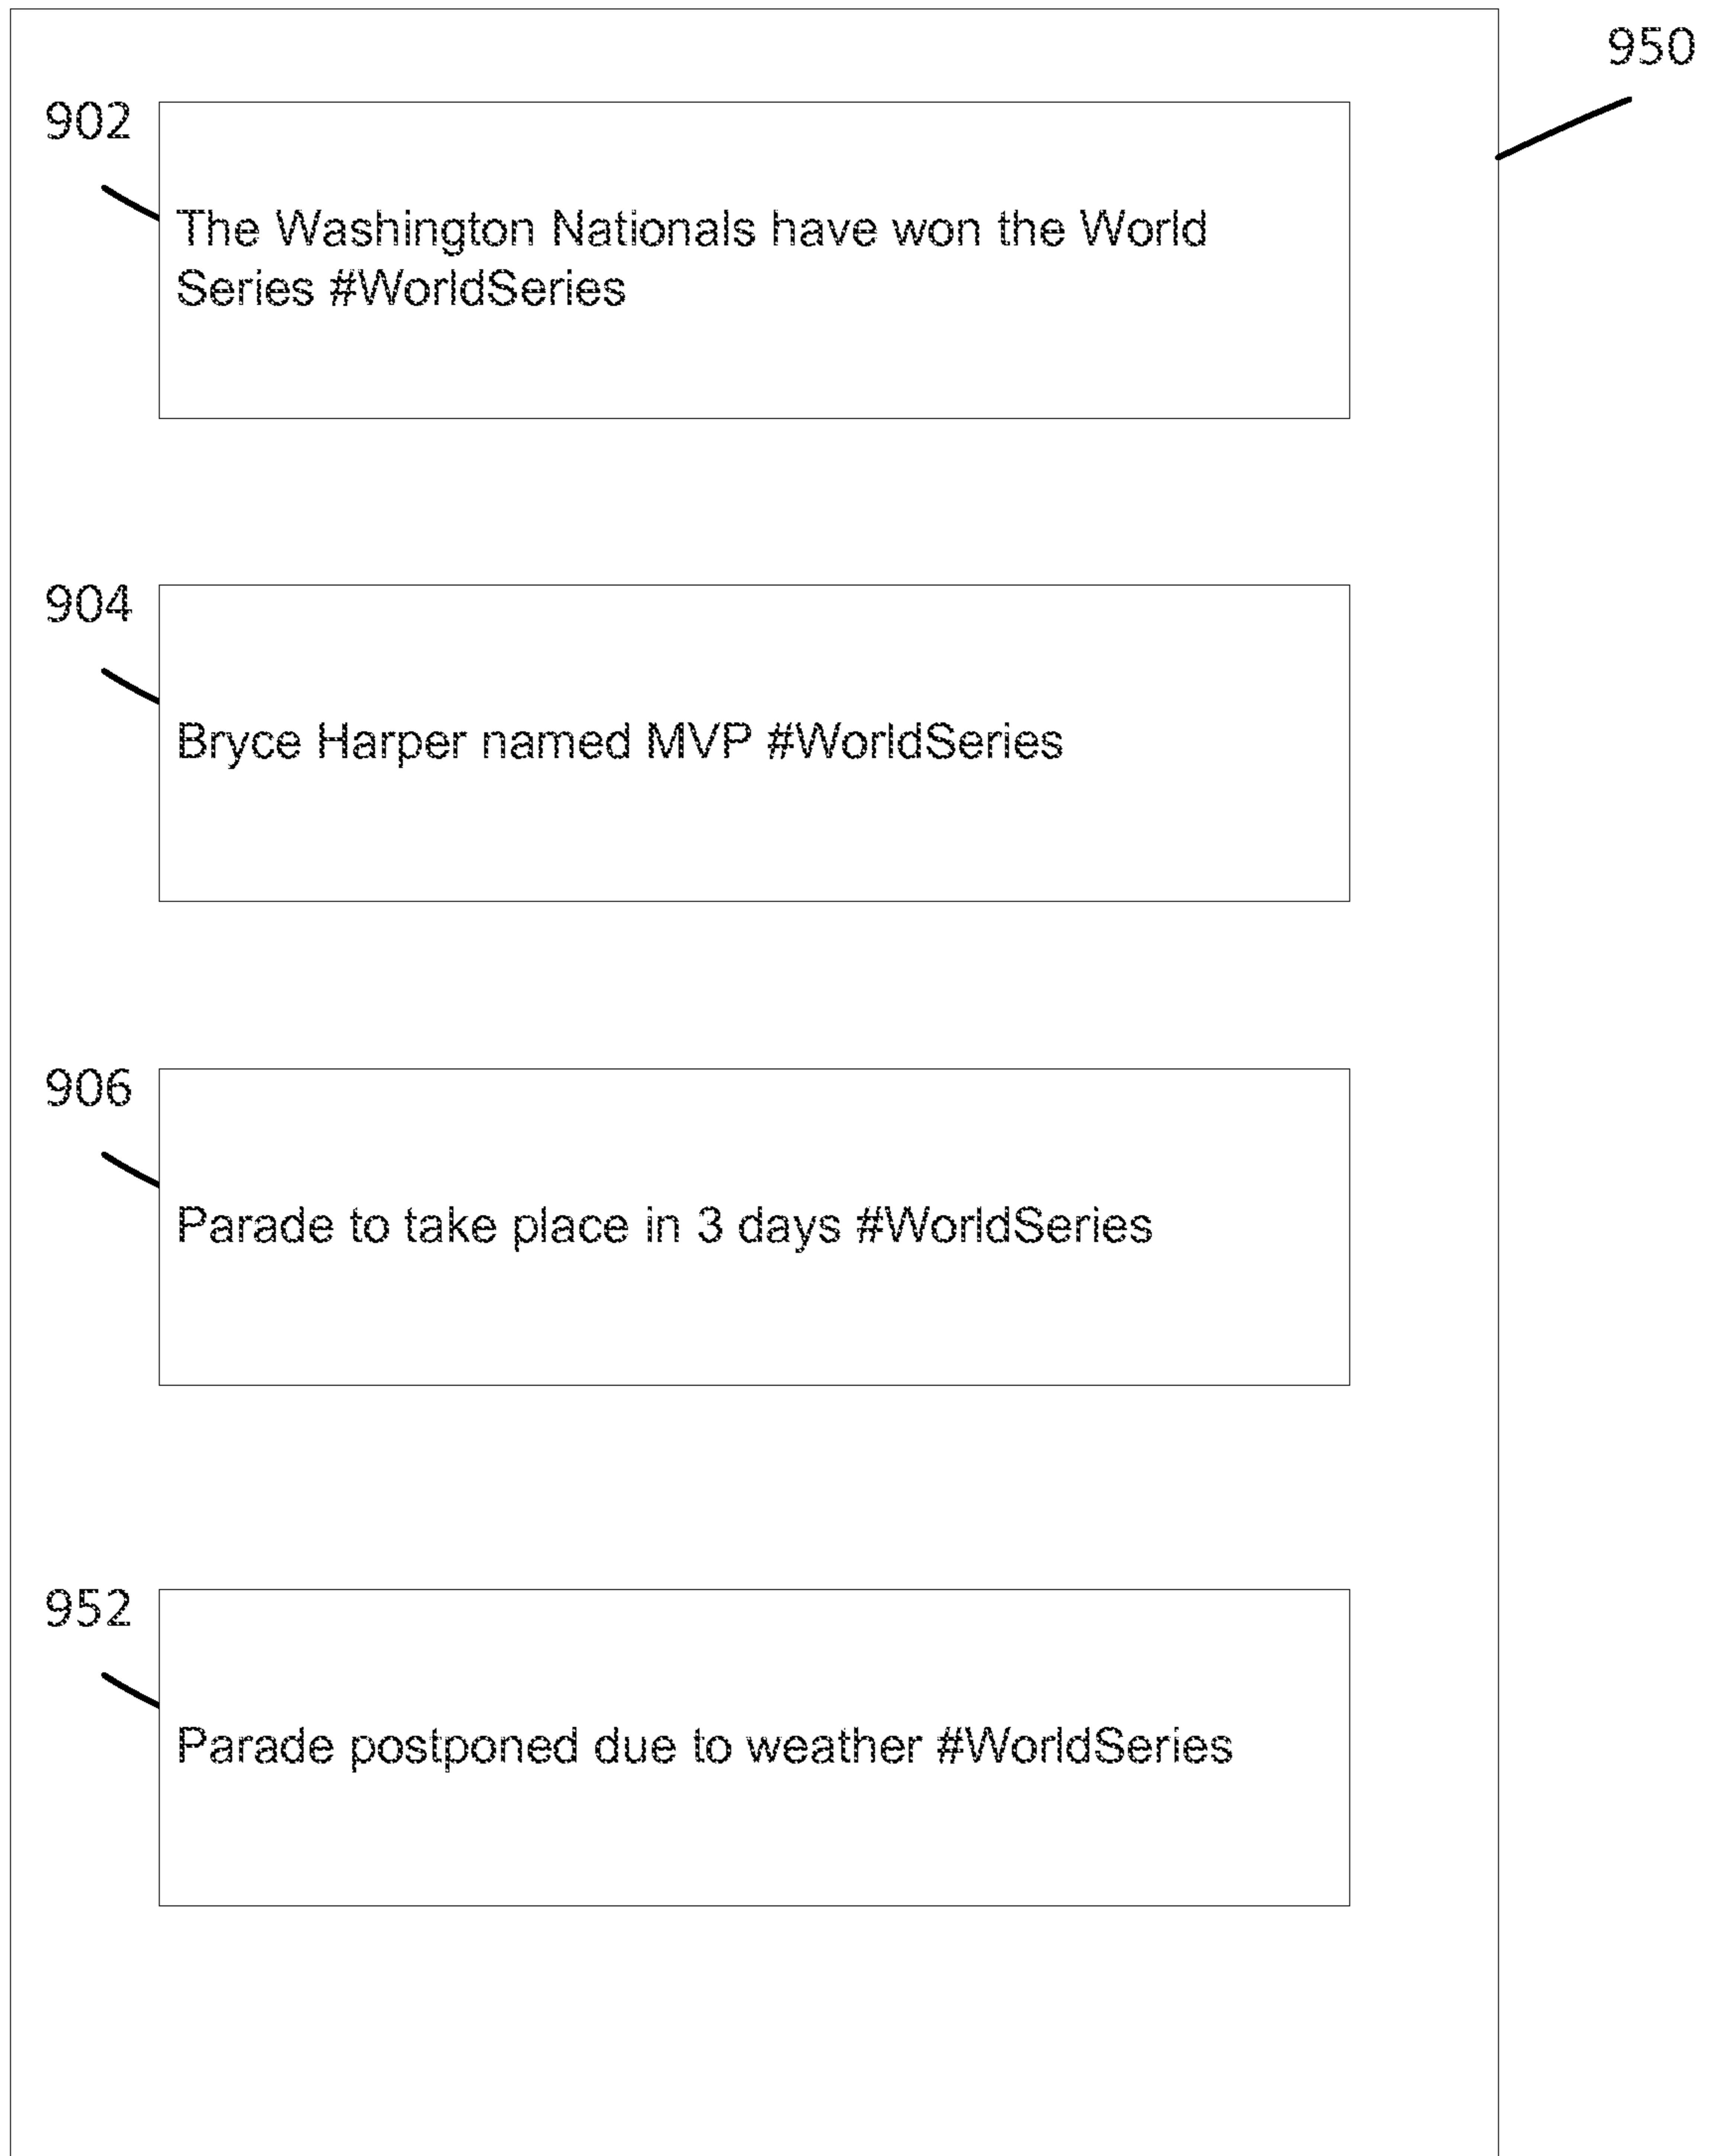 950
902
The Washington Nationals have won the World
Series #WorldSeries
904
Bryce Harper named MVP #WorldSeries
906
Parade to take place in 3 days #WorldSeries
952
Parade postponed due to weather #WorldSeries